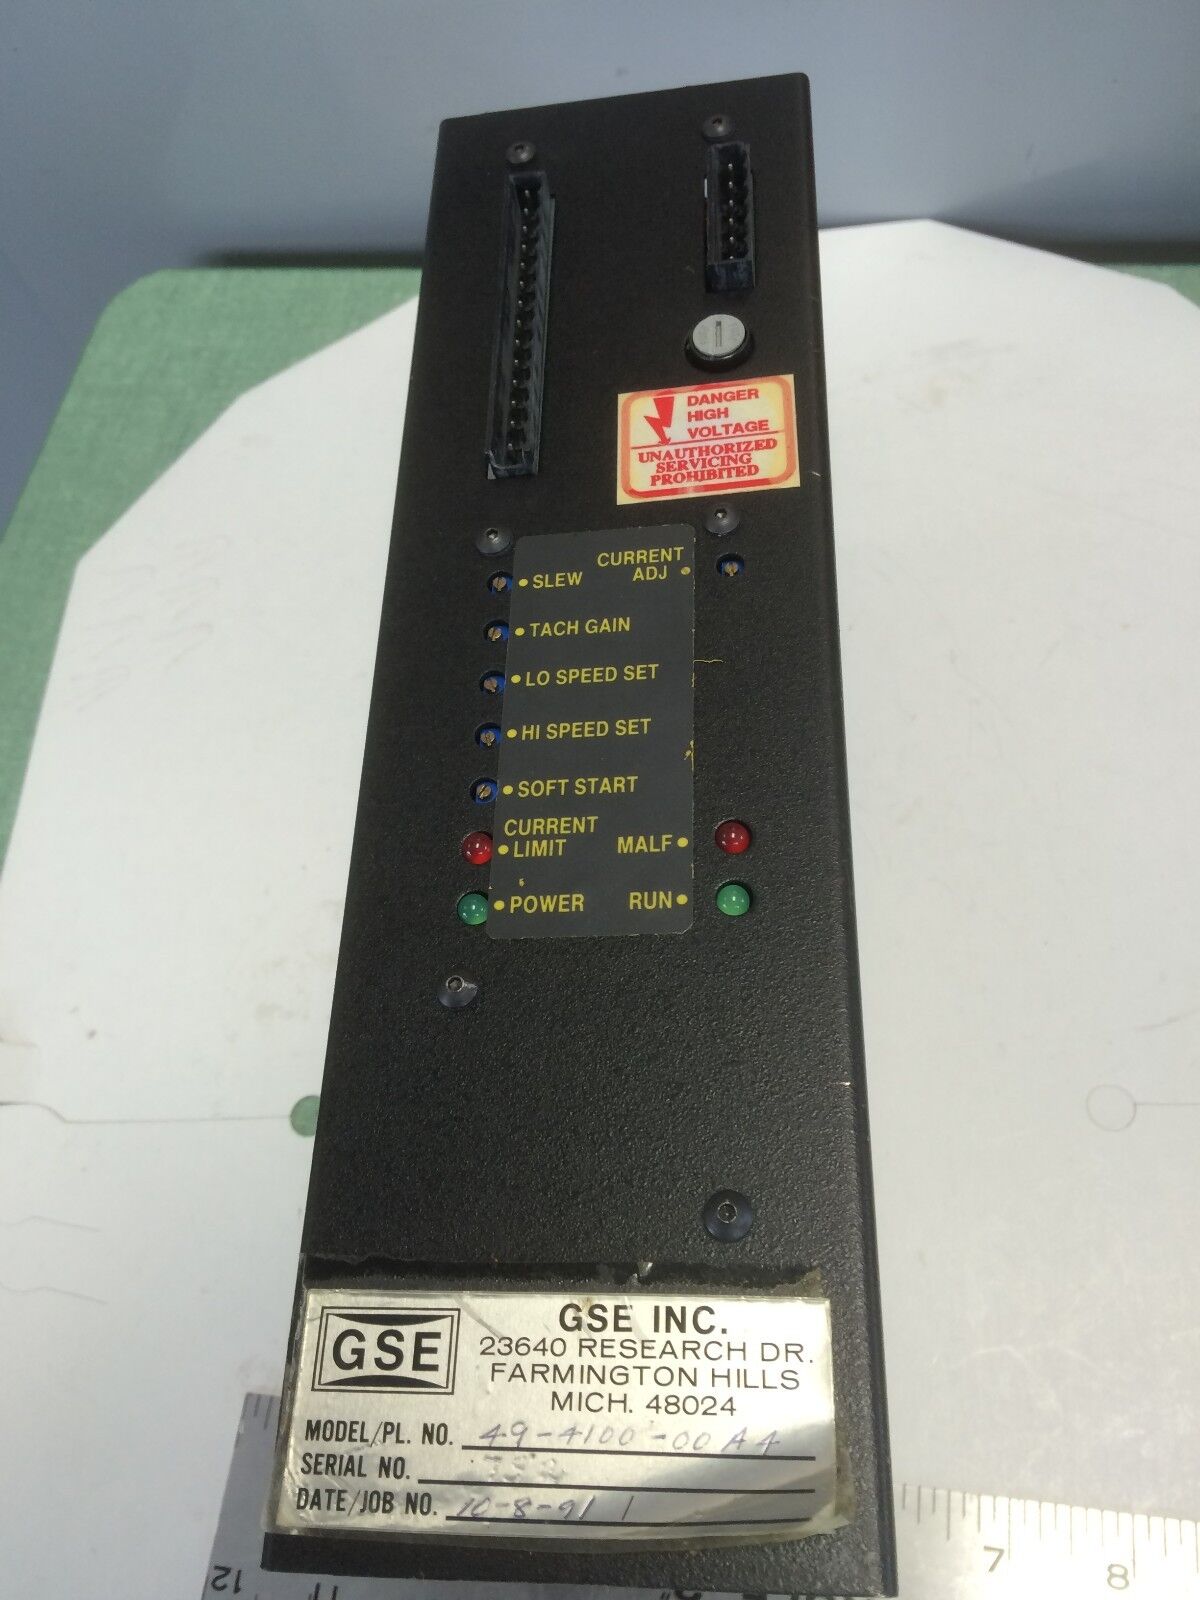 DANGER
HIGH
VOLTAGE
UNAUTHORIZED
SERVICING
PROHIBITED
CURRENT
SLEW ADJ
TACH GAIN
LO SPEED SET
HI SPEED SET
SOFT START
CURRENT
LIMIT MALF
POWER RUN
GSE
GSE INC.
23640 RESEARCH DR.
FARMINGTON HILLS
MICH. 48024
MODEL/PL. NO. 49-4100-00A4
SERIAL NO.
DATE/JOB NO. 10-8-91
12
11
7
8